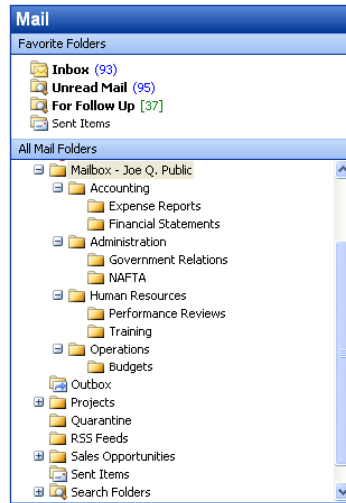 Mail
Favorite Folders
Inbox (93)
Unread Mail (95)
For Follow Up [37]
Sent Items
All Mail Folders
Mailbox - Joe Q. Public
Accounting
Expense Reports
Financial Statements
Administration
Government Relations
NAFTA
Human Resources
Performance Reviews
Training
Operations
Budgets
Outbox
Projects
Quarantine
RSS Feeds
Sales Opportunities
Sent Items
Search Folders